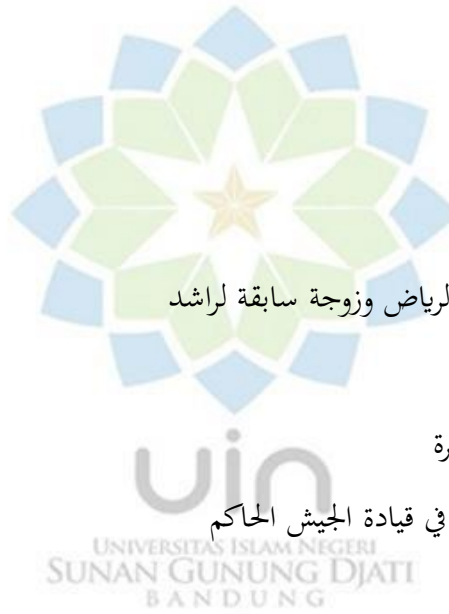 لرياض وزوجة سابقة لراشد
رة
في قيادة الجيش الحاكم
uin
UNIVERSITAS ISLAM NEGERI
SUNAN GUNUNG DJATI
BANDUNG